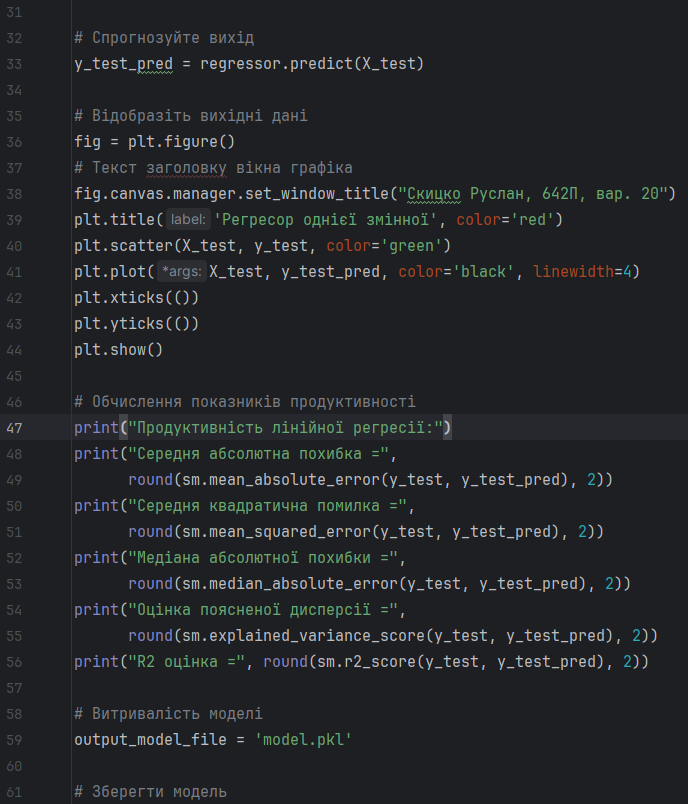 31
32 # Спрогнозуйте вихід
33 y_test_pred = regressor.predict(X_test)
34
35 # Відобразіть вихідні дані
36 fig = plt.figure()
37 # Текст заголовку вікна графіка
38 fig.canvas.manager.set_window_title("Скицко Руслан, 642П, вар. 20")
39 plt.title( label: 'Регресор однієї змінної', color='red')
40 plt.scatter(X_test, y_test, color='green')
41 plt.plot( *args: X_test, y_test_pred, color='black', linewidth=4)
42 plt.xticks(())
43 plt.yticks(())
44 plt.show()
45
46 # Обчислення показників продуктивності
47 print("Продуктивність лінійної регресії:")
48 print("Середня абсолютна похибка =",
49 round(sm.mean_absolute_error(y_test, y_test_pred), 2))
50 print("Середня квадратична помилка =",
51 round(sm.mean_squared_error(y_test, y_test_pred), 2))
52 print("Медіана абсолютної похибки =",
53 round(sm.median_absolute_error(y_test, y_test_pred), 2))
54 print("Оцінка поясненої дисперсії =",
55 round(sm.explained_variance_score(y_test, y_test_pred), 2))
56 print("R2 оцінка =", round(sm.r2_score(y_test, y_test_pred), 2))
57
58 # Витривалість моделі
59 output_model_file = 'model.pkl'
60
61 # Зберегти модель